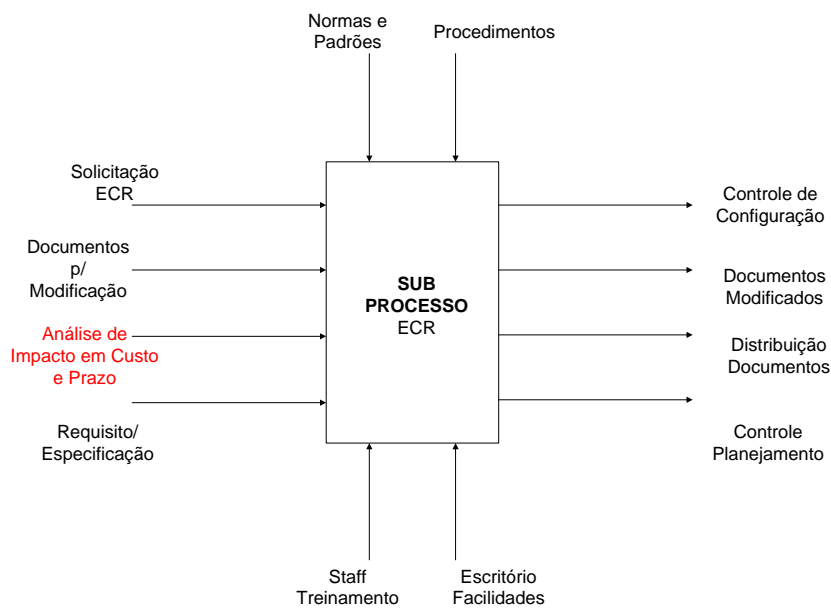 Normas e
Padrões
Procedimentos
Solicitação
ECR
Documentos
p/
Modificação
Análise de
Impacto em Custo
e Prazo
Requisito/
Especificação
SUB
PROCESSO
ECR
Controle de
Configuração
Documentos
Modificados
Distribuição
Documentos
Controle
Planejamento
Staff
Treinamento
Escritório
Facilidades